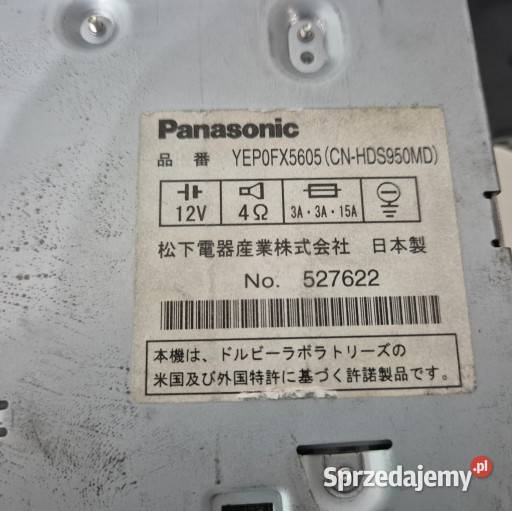 Panasonic
品 番 YEP0FX5605(CN-HDS950MD)
12V 4Ω 3A・3A・15A
松下電器産業株式会社 日本製
No. 527622
本機は、ドルビーラボラトリーズの
米国及び外国特許に基づく許諾製品です。
Sprzedajemy.pl